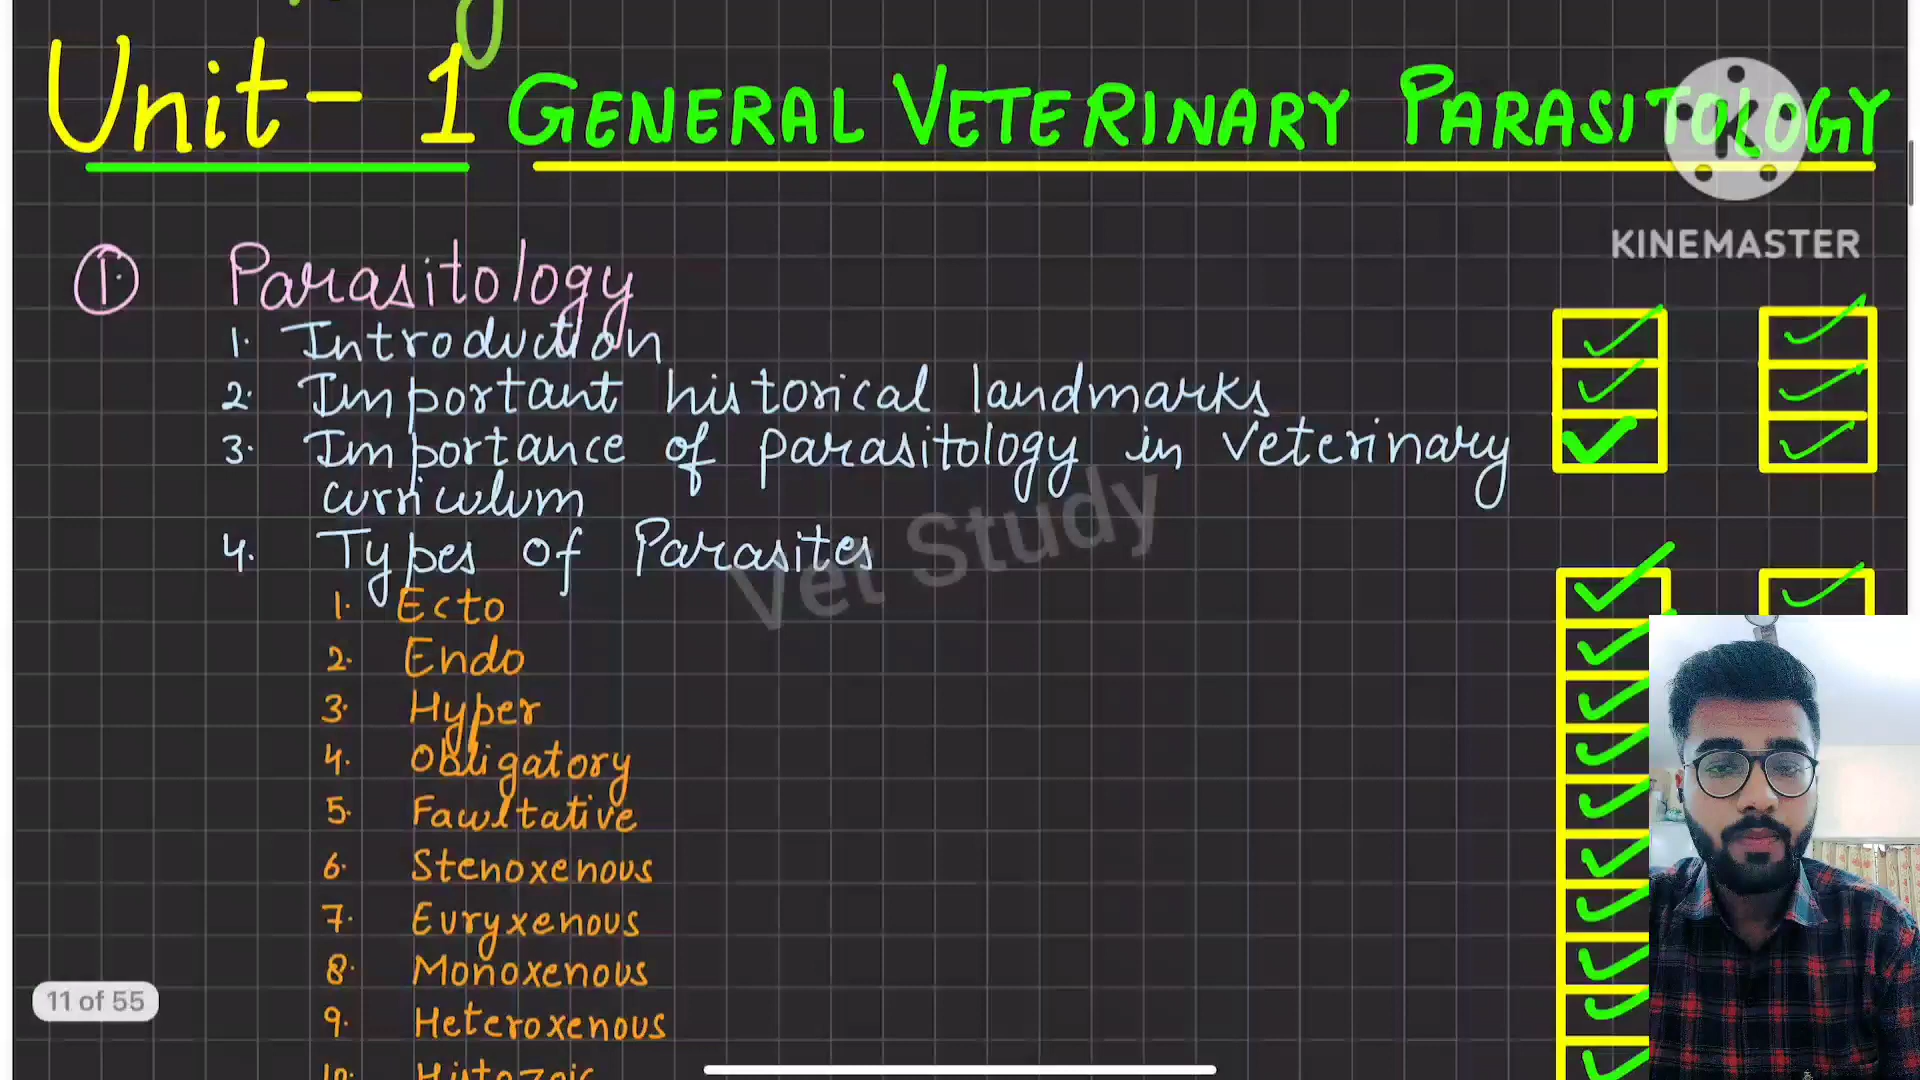 Unit- 1 GENERAL VETERINARY PARASITOLOGY
KINEMASTER
1. Parasitology
1. Introduction
2. Important historical landmarks
3. Importance of parasitology in veterinary
curriculum
4. Types of Parasites
Vet Study
1. Ecto
2. Endo
3. Hyper
4. Obligatory
5. Facultative
6. Stenoxenous
7. Euryxenous
8. Monoxenous
9. Heteroxenous
10. Histozoic
11 of 55